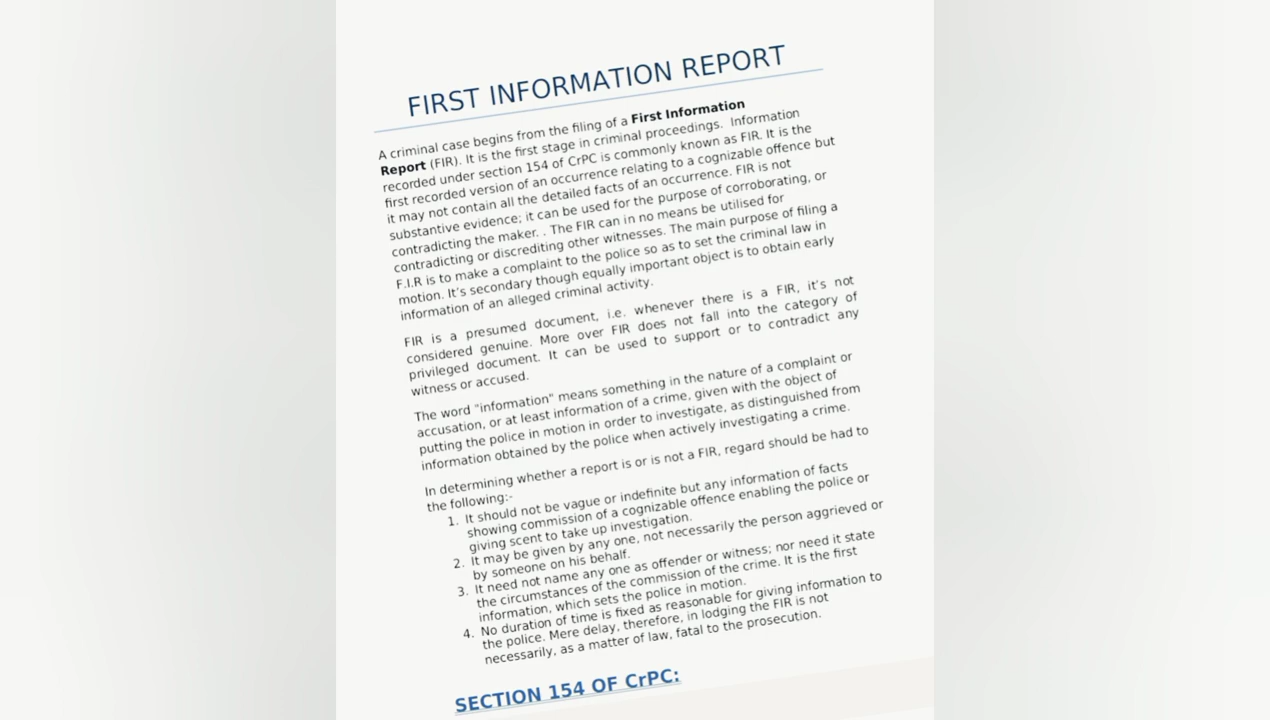 FIRST INFORMATION REPORT
A criminal case begins from the filing of a First Information
Report (FIR). It is the first stage in criminal proceedings. Information
recorded under section 154 of CrPC is commonly known as FIR. It is the
first recorded version of an occurrence relating to a cognizable offence but
it may not contain all the detailed facts of an occurrence. FIR is not
substantive evidence; it can be used for the purpose of corroborating, or
contradicting the maker. . The FIR can in no means be utilised for
contradicting or discrediting other witnesses. The main purpose of filing a
F.I.R is to make a complaint to the police so as to set the criminal law in
motion. It's secondary though equally important object is to obtain early
information of an alleged criminal activity.
FIR is a presumed document, i.e. whenever there is a FIR, it's not
considered genuine. More over FIR does not fall into the category of
privileged document. It can be used to support or to contradict any
witness or accused.
The word "information" means something in the nature of a complaint or
accusation, or at least information of a crime, given with the object of
putting the police in motion in order to investigate, as distinguished from
information obtained by the police when actively investigating a crime.
In determining whether a report is or is not a FIR, regard should be had to
the following:-
1. It should not be vague or indefinite but any information of facts
showing commission of a cognizable offence enabling the police or
giving scent to take up investigation.
2. It may be given by any one, not necessarily the person aggrieved or
by someone on his behalf.
3. It need not name any one as offender or witness; nor need it state
the circumstances of the commission of the crime. It is the first
information, which sets the police in motion.
4. No duration of time is fixed as reasonable for giving information to
the police. Mere delay, therefore, in lodging the FIR is not
necessarily, as a matter of law, fatal to the prosecution.
SECTION 154 OF CrPC: